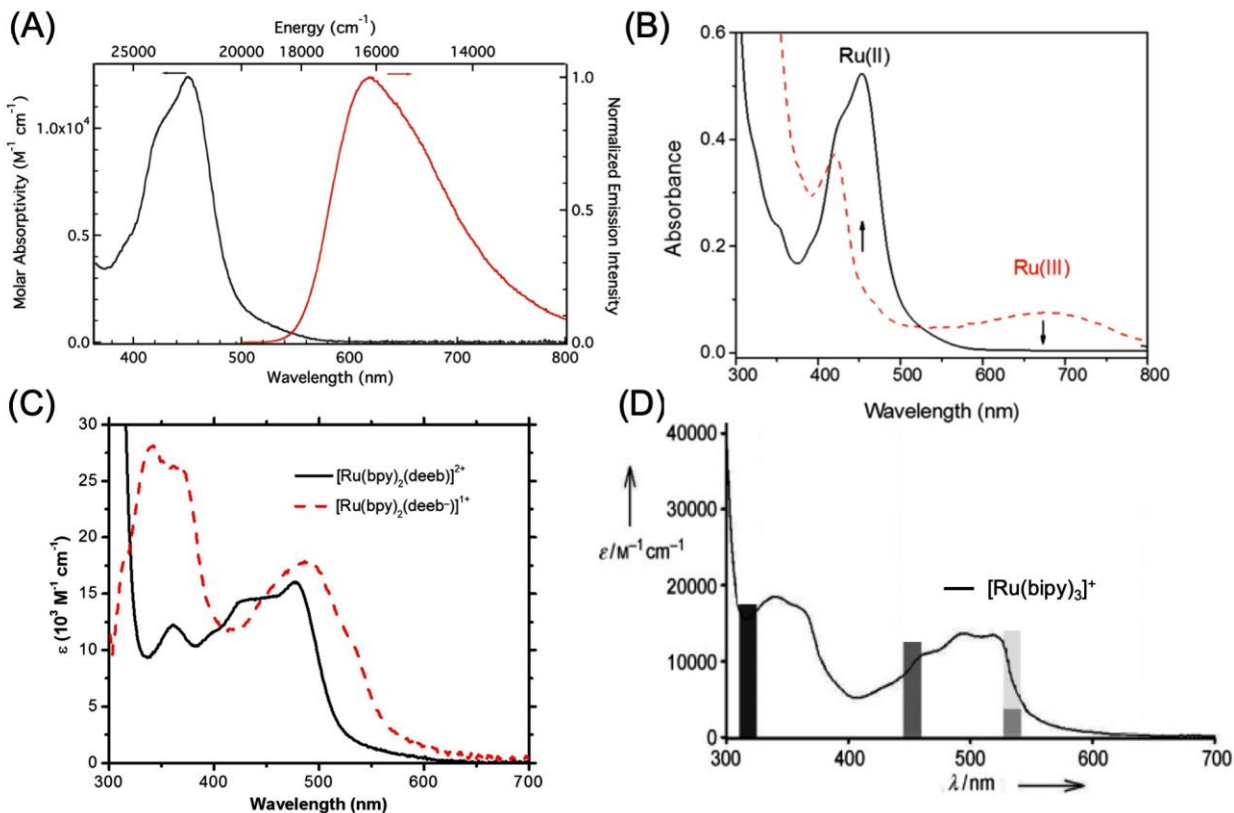 (A)
Energy (cm⁻¹)
25000 20000 18000 16000 14000
Molar Absorptivity (M⁻¹ cm⁻¹)
1.0x10⁴
0.5
0.0
Normalized Emission Intensity
1.0
0.5
0.0
400 500 600 700 800
Wavelength (nm)
(B)
Absorbance
0.6
0.4
0.2
0.0
Ru(II)
Ru(III)
300 400 500 600 700 800
Wavelength (nm)
(C)
ε (10³ M⁻¹ cm⁻¹)
30
25
20
15
10
5
0
[Ru(bpy)₂(deeb)]²⁺
[Ru(bpy)₂(deeb⁻)]¹⁺
300 400 500 600 700
Wavelength (nm)
(D)
40000
30000
20000
10000
0
ε/M⁻¹cm⁻¹
[Ru(bipy)₃]⁺
300 400 500 600 700
λ/nm